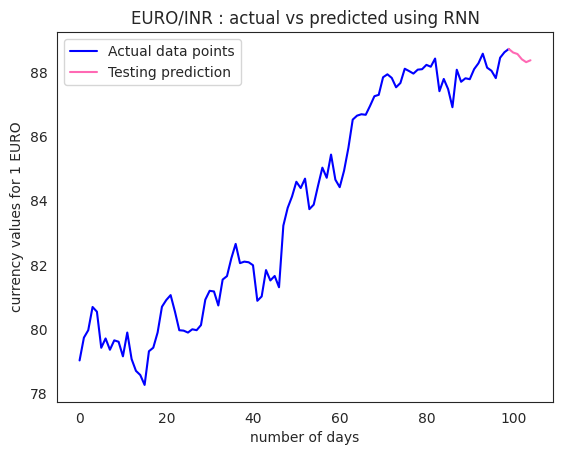 EURO/INR : actual vs predicted using RNN
Actual data points
Testing prediction
currency values for 1 EURO
88
86
84
82
80
78
0 20 40 60 80 100
number of days